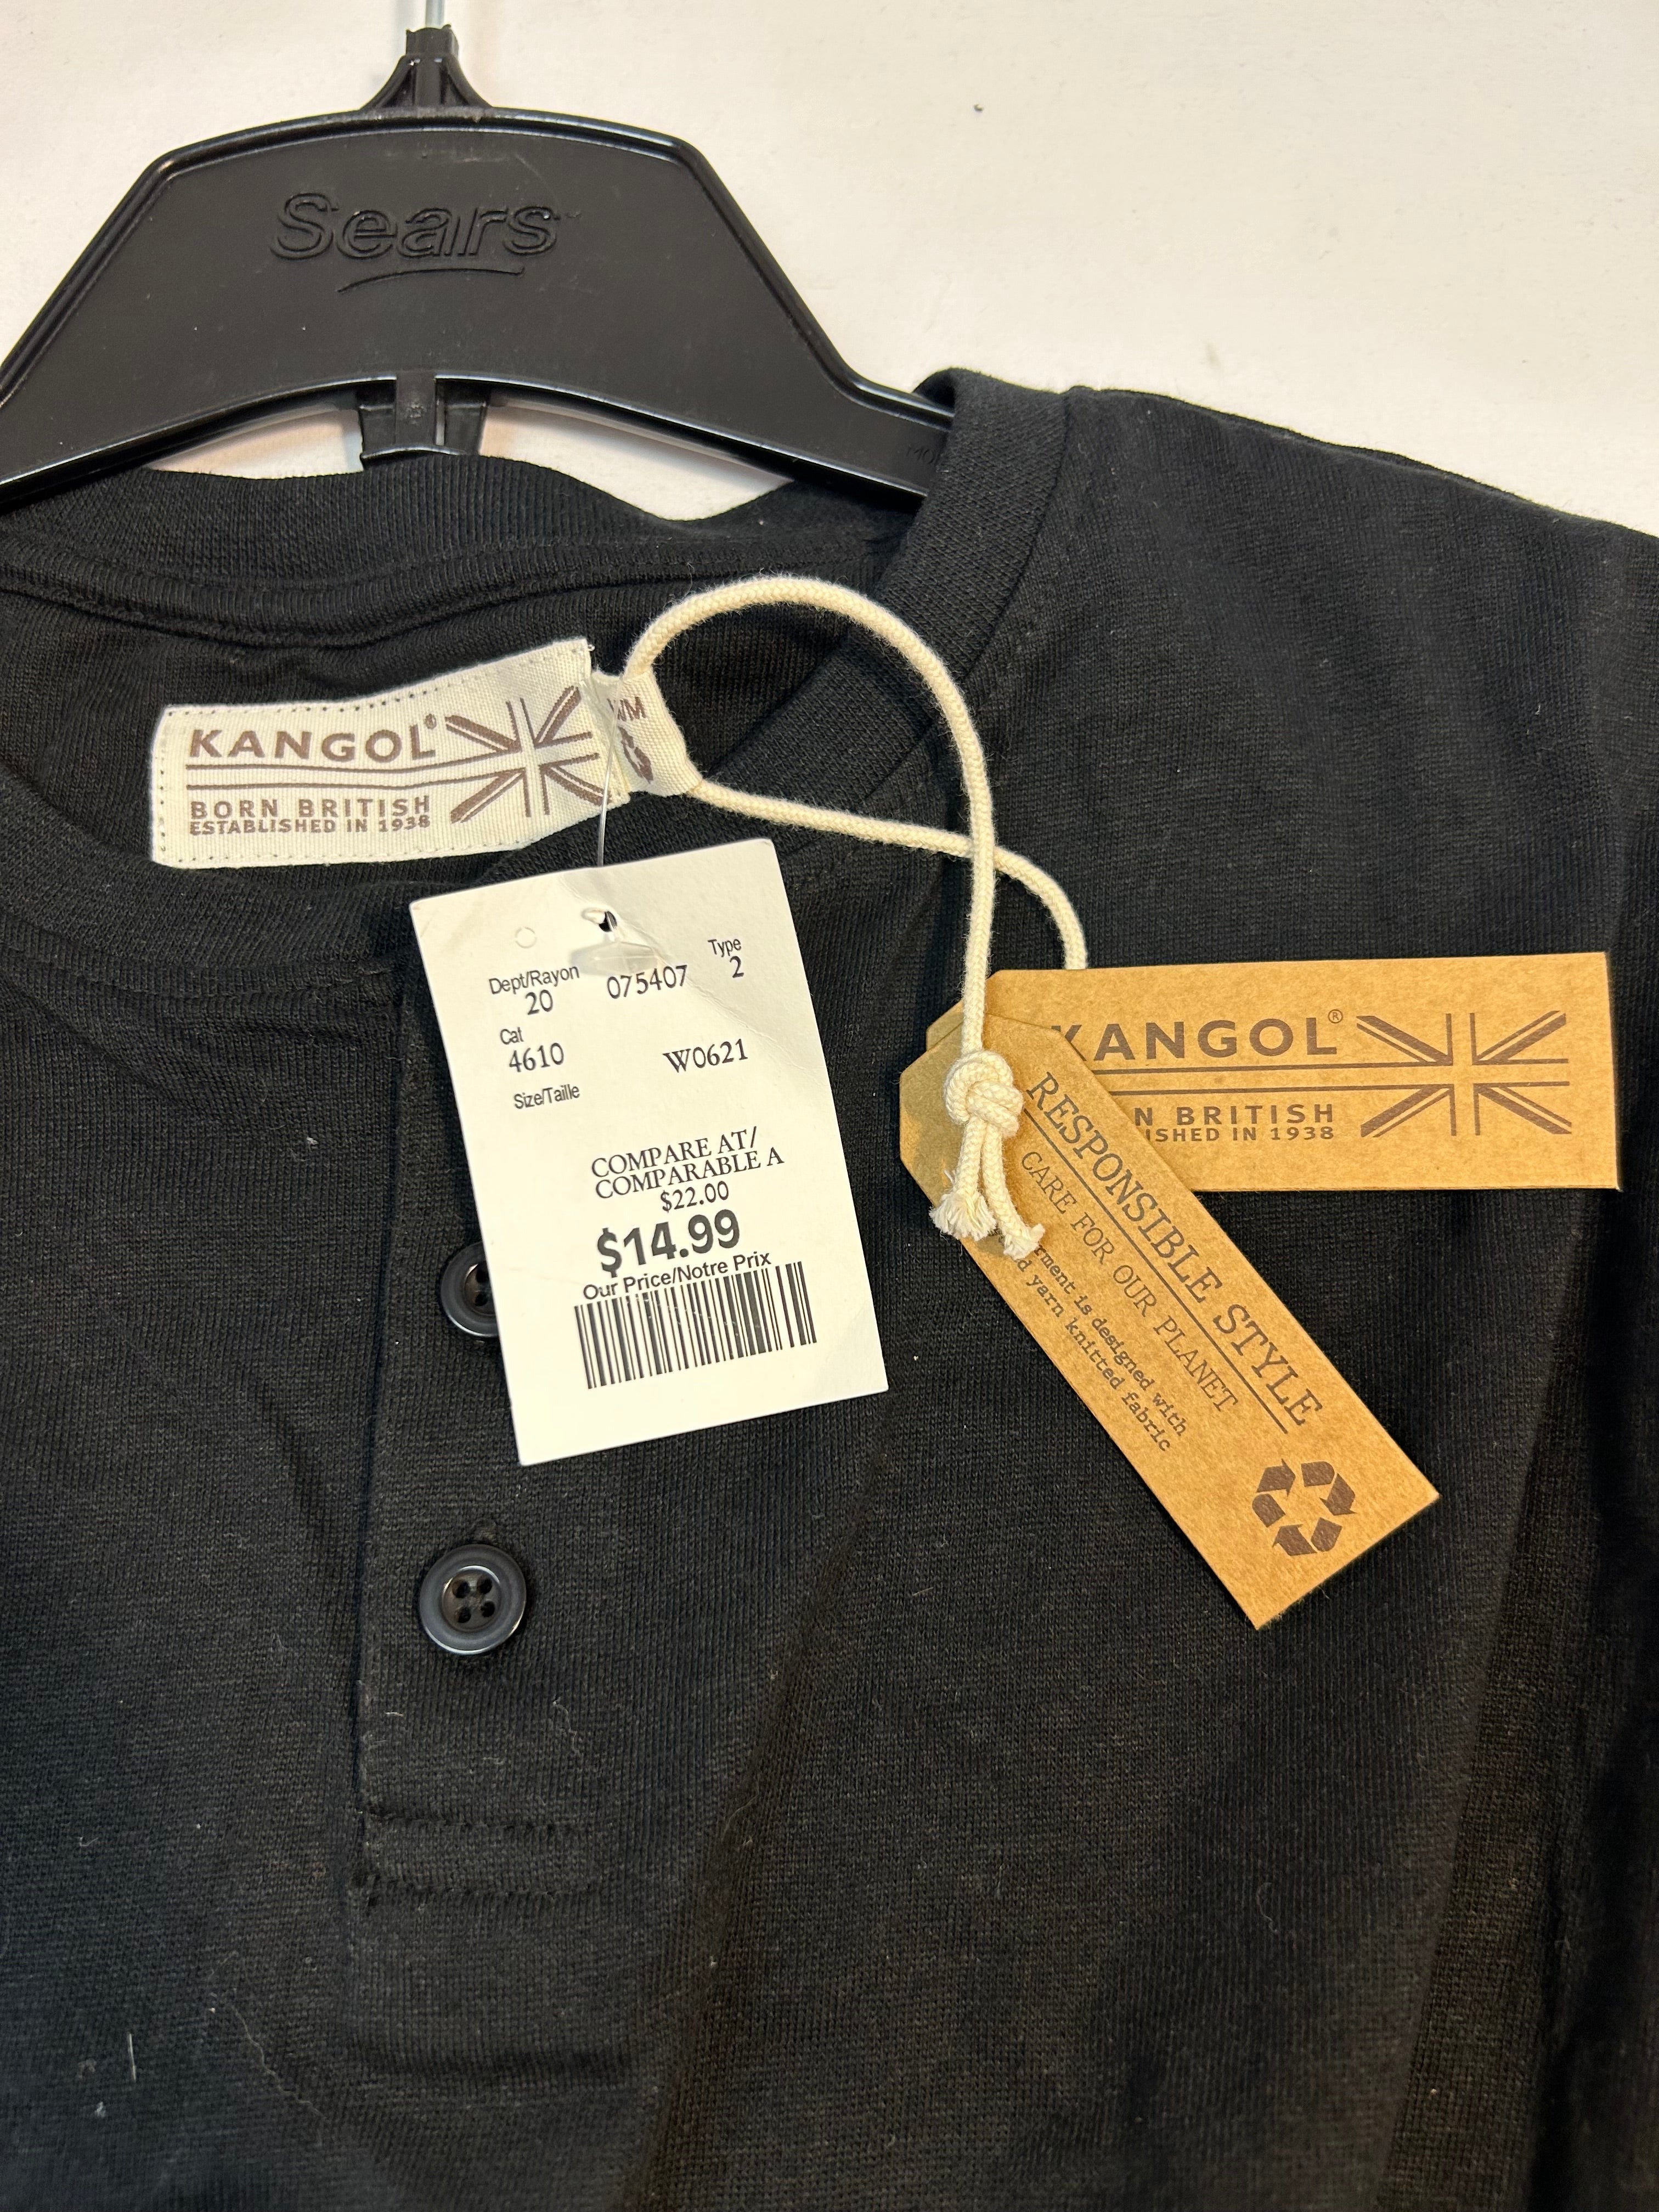 Sears
KANGOL®
BORN BRITISH
ESTABLISHED IN 1938
Dept/Rayon
20
075407
Type
2
Cat
4610
W0621
Size/Taille
COMPARE AT/
COMPARABLE A
$22.00
$14.99
Our Price/Notre Prix
KANGOL®
BRITISH
IN 1938
RESPONSIBLE STYLE
CARE FOR OUR PLANET
is designed with
yarn knitted fabric